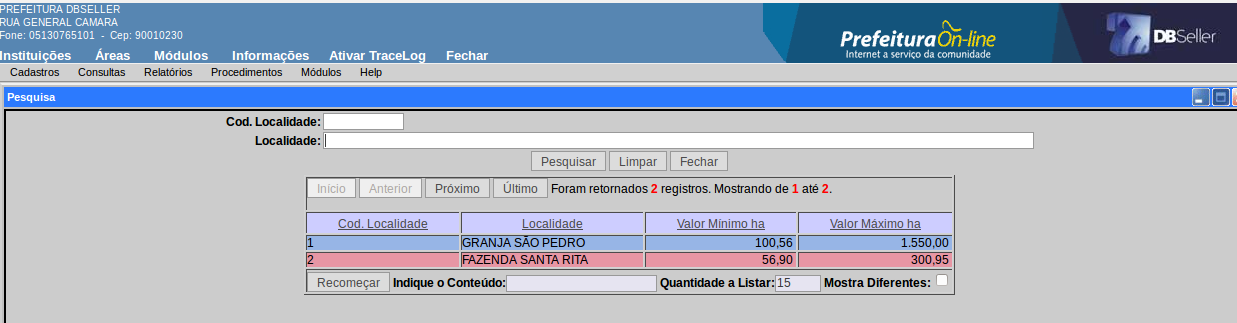 PREFEITURA DBSELLER
RUA GENERAL CAMARA
Fone: 05130765101 - Cep: 90010230
PrefeituraOn-line
Internet a serviço da comunidade
DBSeller
Instituições Áreas Módulos Informações Ativar TraceLog Fechar
Cadastros Consultas Relatórios Procedimentos Módulos Help
Pesquisa
Cod. Localidade:
Localidade:
Pesquisar Limpar Fechar
Início Anterior Próximo Último Foram retornados 2 registros. Mostrando de 1 até 2.
Cod. Localidade Localidade Valor Mínimo ha Valor Máximo ha
1 GRANJA SÃO PEDRO 100,56 1.550,00
2 FAZENDA SANTA RITA 56,90 300,95
Recomeçar Indique o Conteúdo: Quantidade a Listar: 15 Mostra Diferentes: